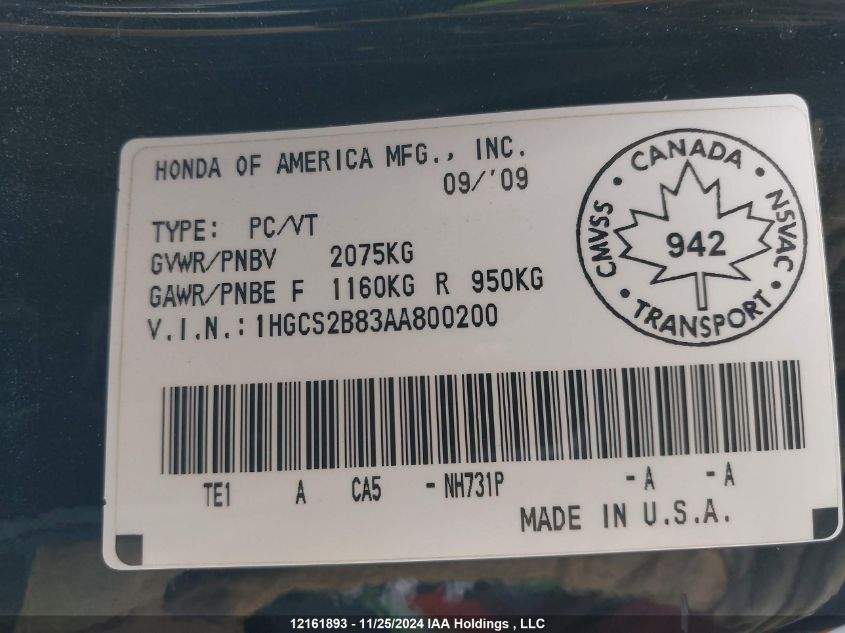 HONDA OF AMERICA MFG., INC.
09/'09
TYPE: PC/VT
GVWR/PNBV 2075KG
GAWR/PNBE F 1160KG R 950KG
V.I.N.: 1HGCS2B83AA800200
CANADA
CMVSS
942
NSVAC
TRANSPORT
TE1 A CA5 - NH731P - A - A
MADE IN U.S.A.
12161893 - 11/25/2024 IAA Holdings , LLC